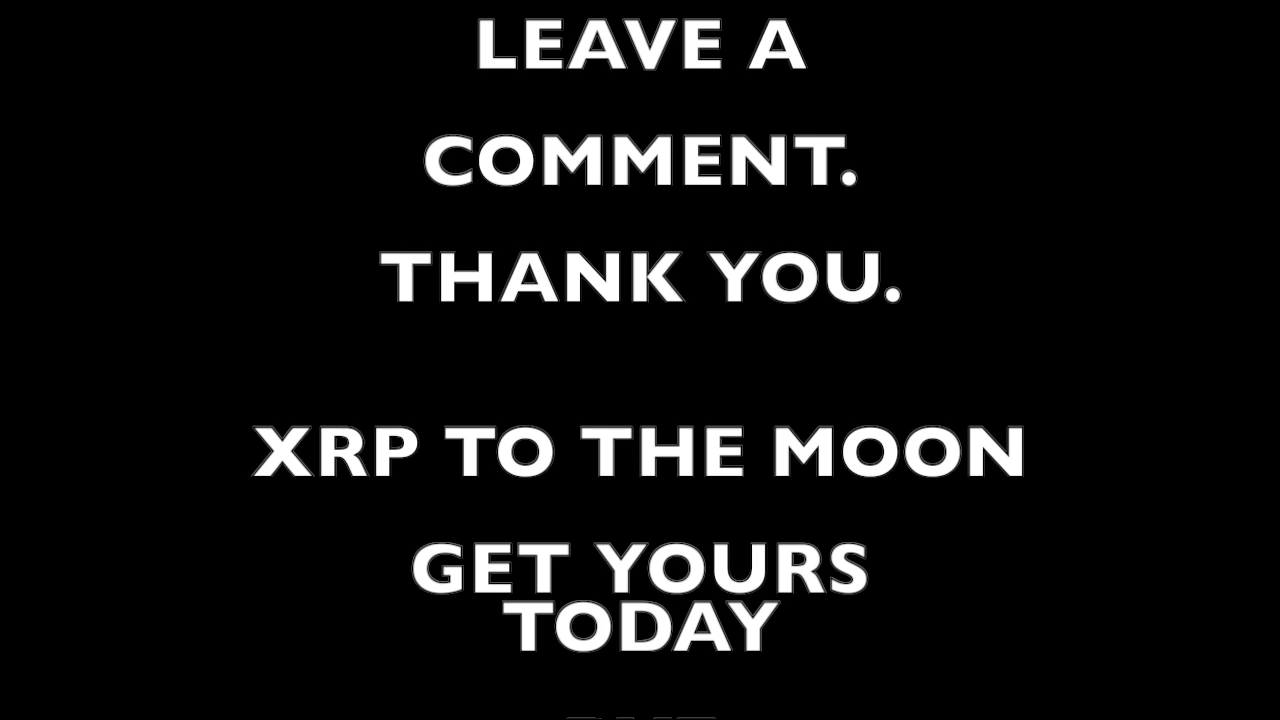 LEAVE A
COMMENT.
THANK YOU.
XRP TO THE MOON
GET YOURS
TODAY